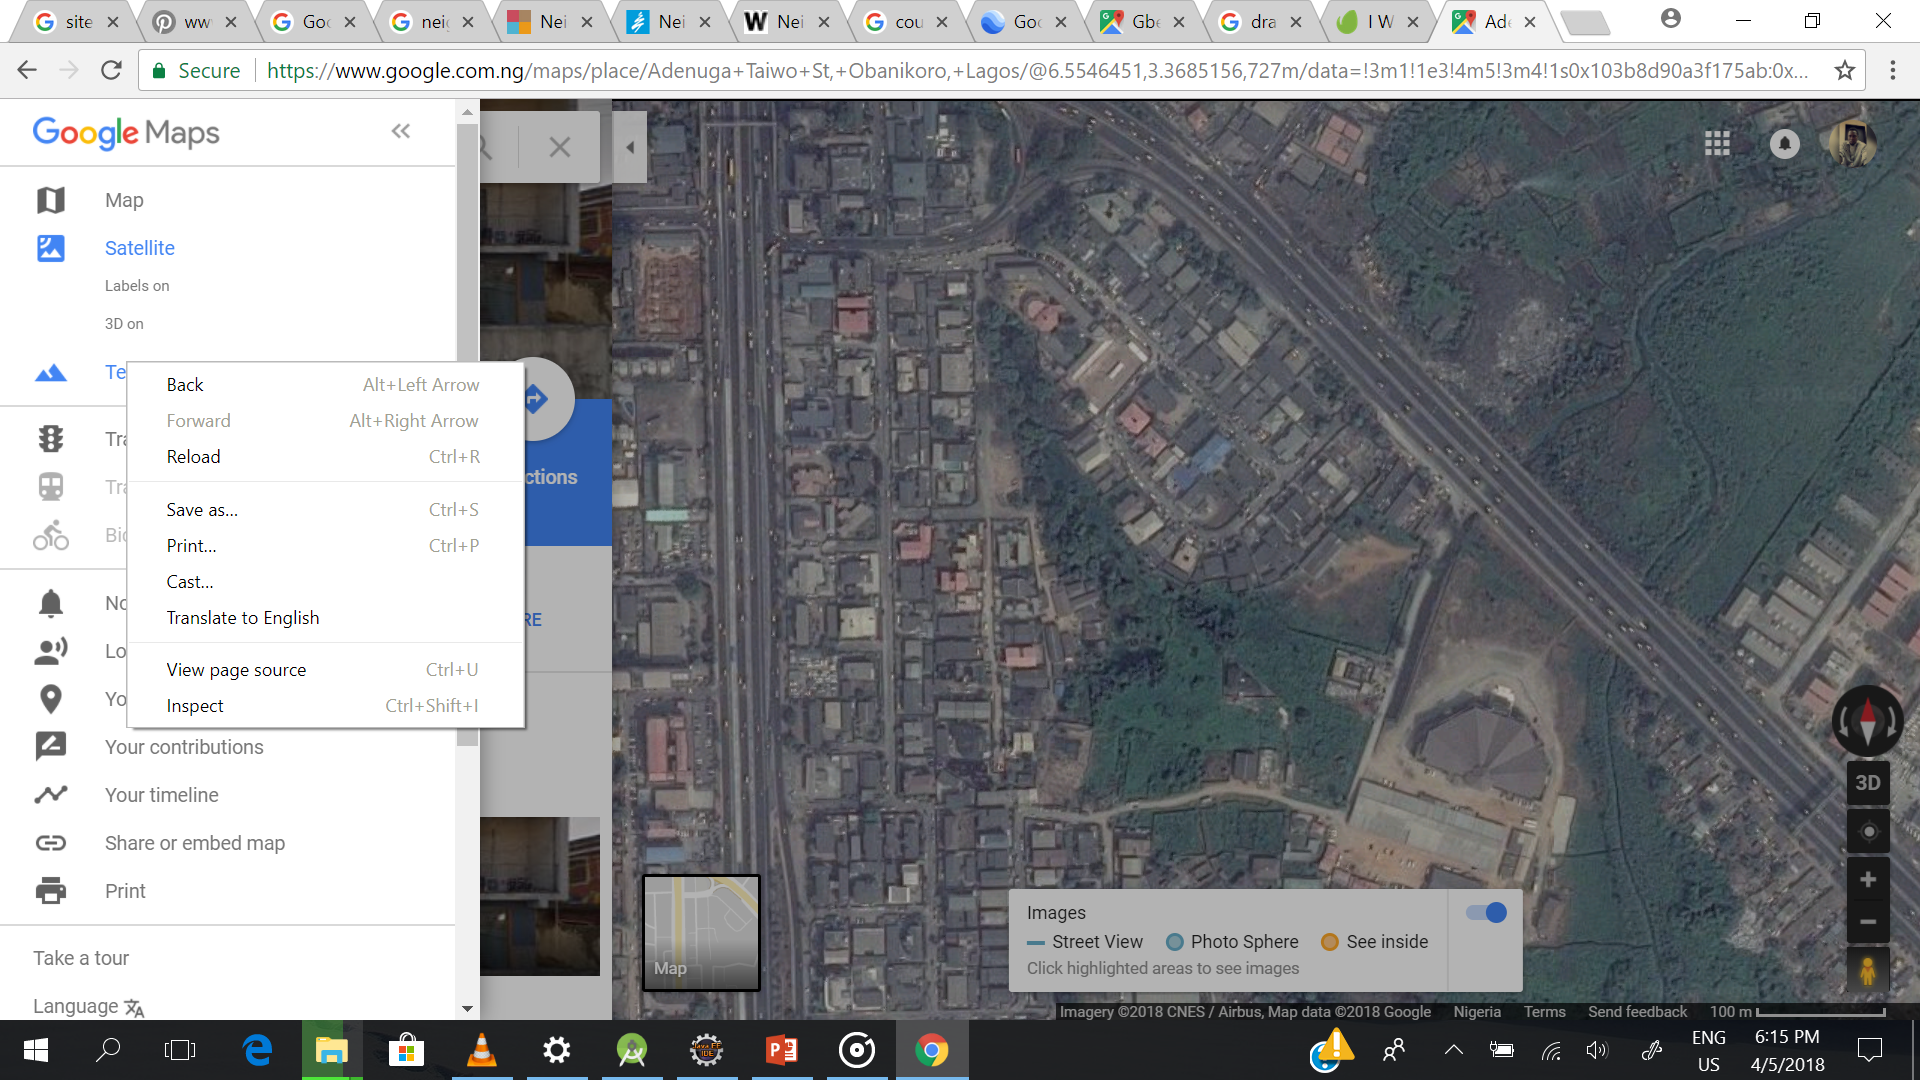 site
ww
Goo
neig
Nei
Nei
W Nei
cou
Goo
Gbe
dra
I W
Ade
Secure https://www.google.com.ng/maps/place/Adenuga+Taiwo+St,+Obanikoro,+Lagos/@6.5546451,3.3685156,727m/data=!3m1!1e3!4m5!3m4!1s0x103b8d90a3f175ab:0x...
Google Maps
Map
Satellite
Labels on
3D on
Te
Tra
Tra
Bic
No
Lo
Yo
Your contributions
Your timeline
Share or embed map
Print
Take a tour
Language
Back Alt+Left Arrow
Forward Alt+Right Arrow
Reload Ctrl+R
Save as... Ctrl+S
Print... Ctrl+P
Cast...
Translate to English
View page source Ctrl+U
Inspect Ctrl+Shift+I
ctions
RE
Map
Images
Street View Photo Sphere See inside
Click highlighted areas to see images
3D
Imagery ©2018 CNES / Airbus, Map data ©2018 Google Nigeria Terms Send feedback 100 m
ENG
US
6:15 PM
4/5/2018